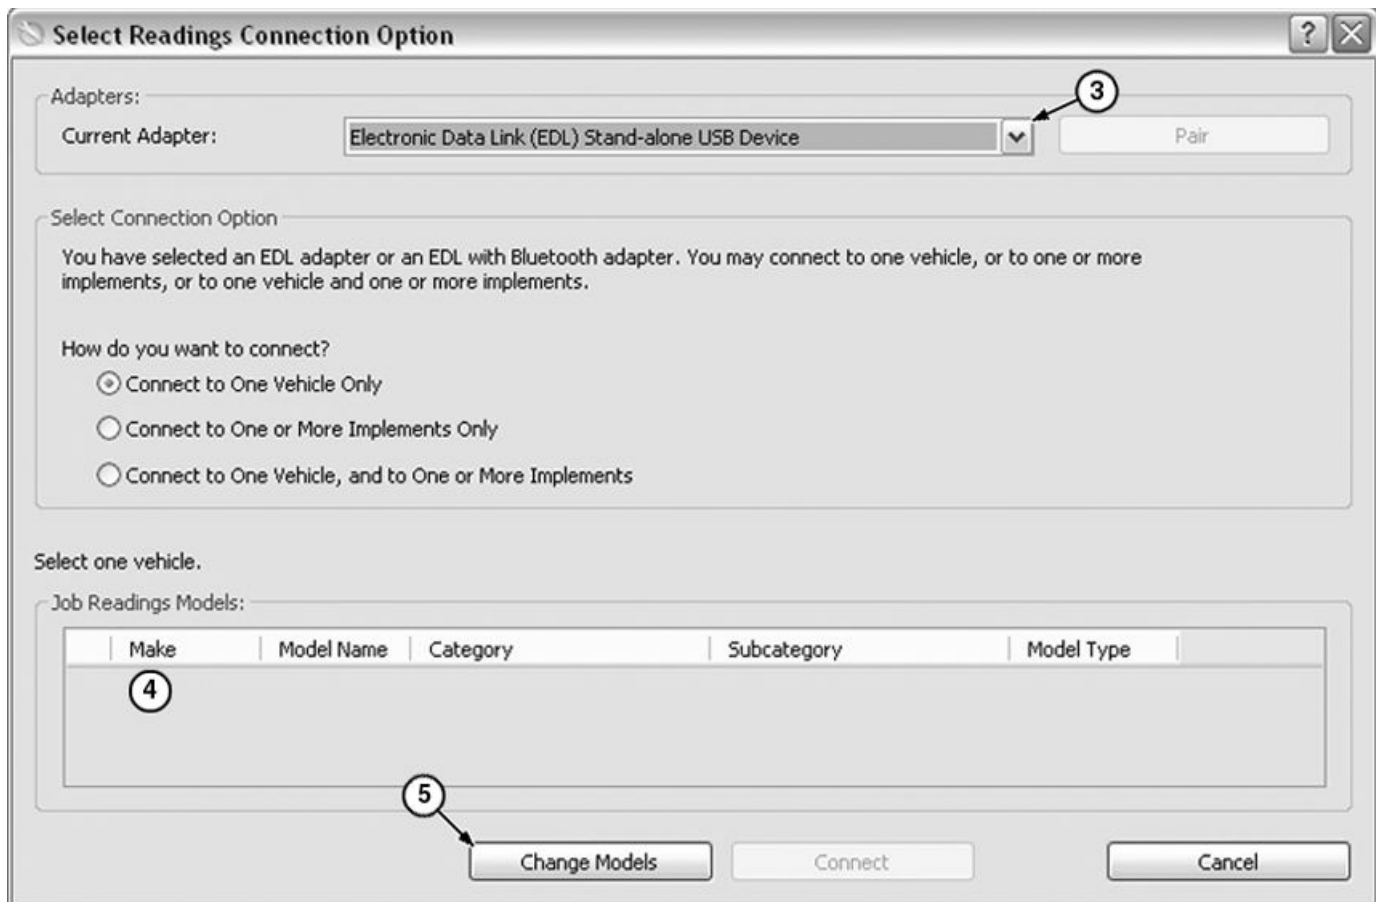 Select Readings Connection Option
?
Adapters:
3
Current Adapter:
Electronic Data Link (EDL) Stand-alone USB Device
Pair
Select Connection Option
You have selected an EDL adapter or an EDL with Bluetooth adapter. You may connect to one vehicle, or to one or more
implements, or to one vehicle and one or more implements.
How do you want to connect?
Connect to One Vehicle Only
Connect to One or More Implements Only
Connect to One Vehicle, and to One or More Implements
Select one vehicle.
Job Readings Models:
Make Model Name Category Subcategory Model Type
4
5
Change Models
Connect
Cancel